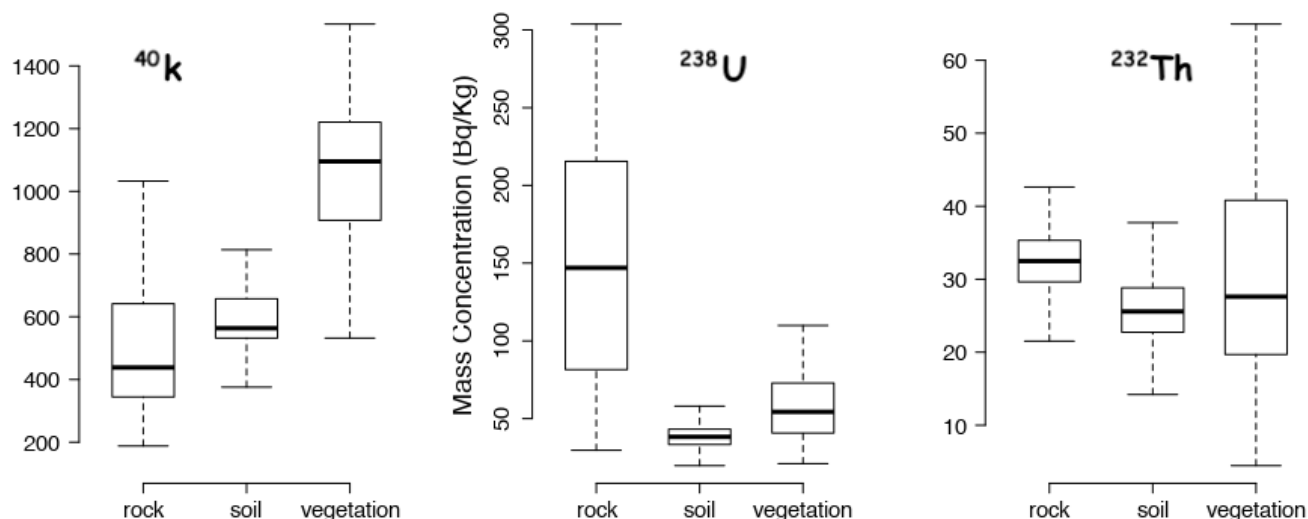 ⁴⁰k
1400
1200
1000
800
600
400
200
rock soil vegetation
Mass Concentration (Bq/Kg)
²³⁸U
300
250
200
150
100
50
rock soil vegetation
²³²Th
60
50
40
30
20
10
rock soil vegetation